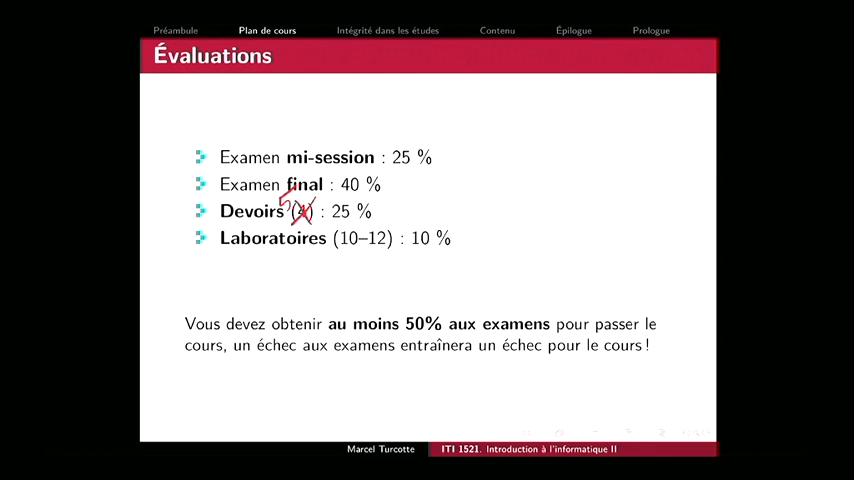 Préambule Plan de cours Intégrité dans les études Contenu Épilogue Prologue
Évaluations
Examen mi-session : 25 %
Examen final : 40 %
Devoirs 5 (4) : 25 %
Laboratoires (10–12) : 10 %
Vous devez obtenir au moins 50% aux examens pour passer le
cours, un échec aux examens entraînera un échec pour le cours !
Marcel Turcotte ITI 1521. Introduction à l'informatique II